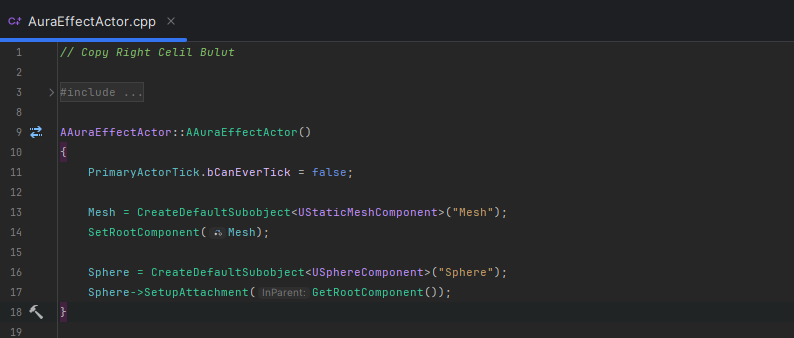 AuraEffectActor.cpp
1 // Copy Right Celil Bulut
2
3 #include ...
8
9 AAuraEffectActor::AAuraEffectActor()
10 {
11 PrimaryActorTick.bCanEverTick = false;
12
13 Mesh = CreateDefaultSubobject<UStaticMeshComponent>("Mesh");
14 SetRootComponent(Mesh);
15
16 Sphere = CreateDefaultSubobject<USphereComponent>("Sphere");
17 Sphere->SetupAttachment(InParent:GetRootComponent());
18 }
19